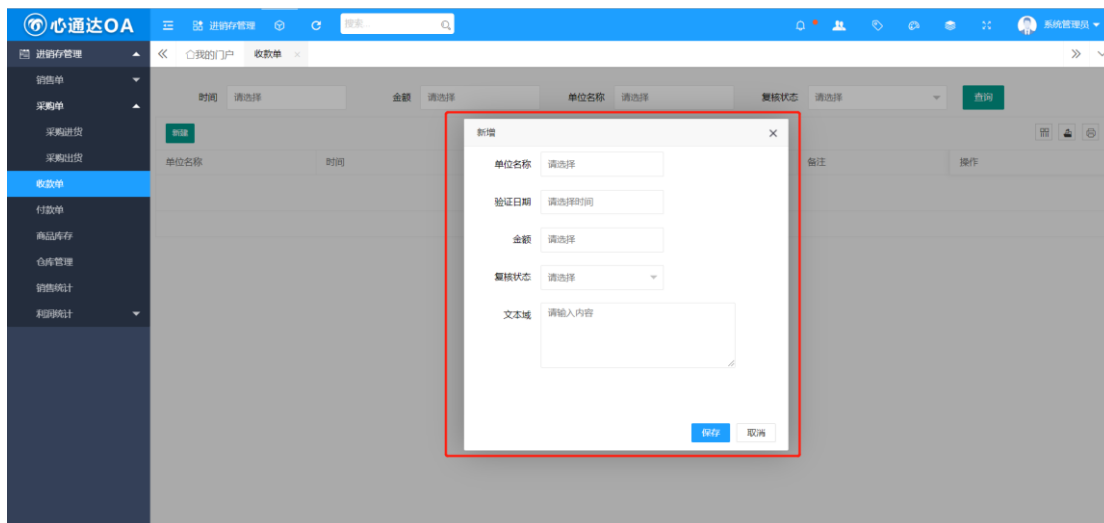 心通达OA
进销存管理
搜索...
系统管理员
进销存管理
我的门户
收款单
销售单
采购单
采购进货
采购出货
收款单
付款单
商品库存
仓库管理
销售统计
利润统计
时间 请选择
金额 请选择
单位名称 请选择
复核状态 请选择
查询
新建
单位名称
时间
备注
操作
新增
单位名称 请选择
验证日期 请选择时间
金额 请选择
复核状态 请选择
文本域 请输入内容
保存
取消